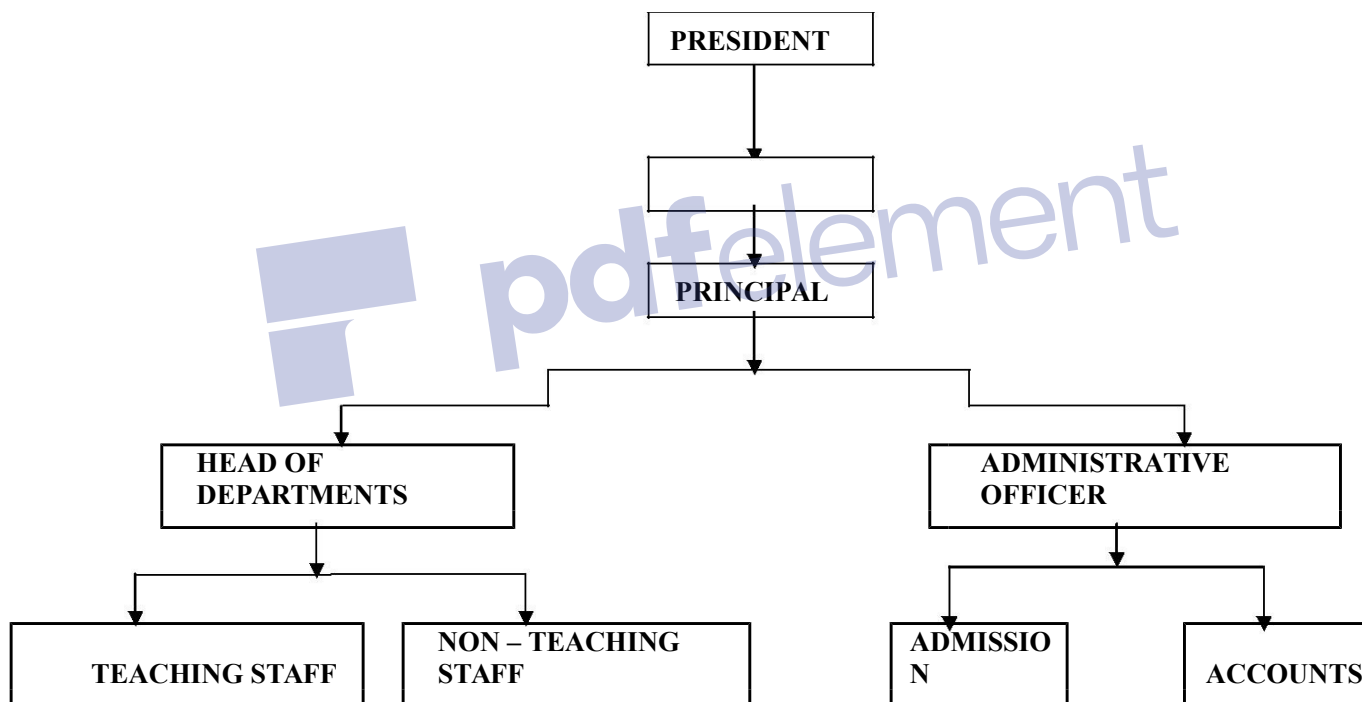 PRESIDENT
pdfelement
PRINCIPAL
HEAD OF
DEPARTMENTS
ADMINISTRATIVE
OFFICER
TEACHING STAFF
NON – TEACHING
STAFF
ADMISSIO
N
ACCOUNTS